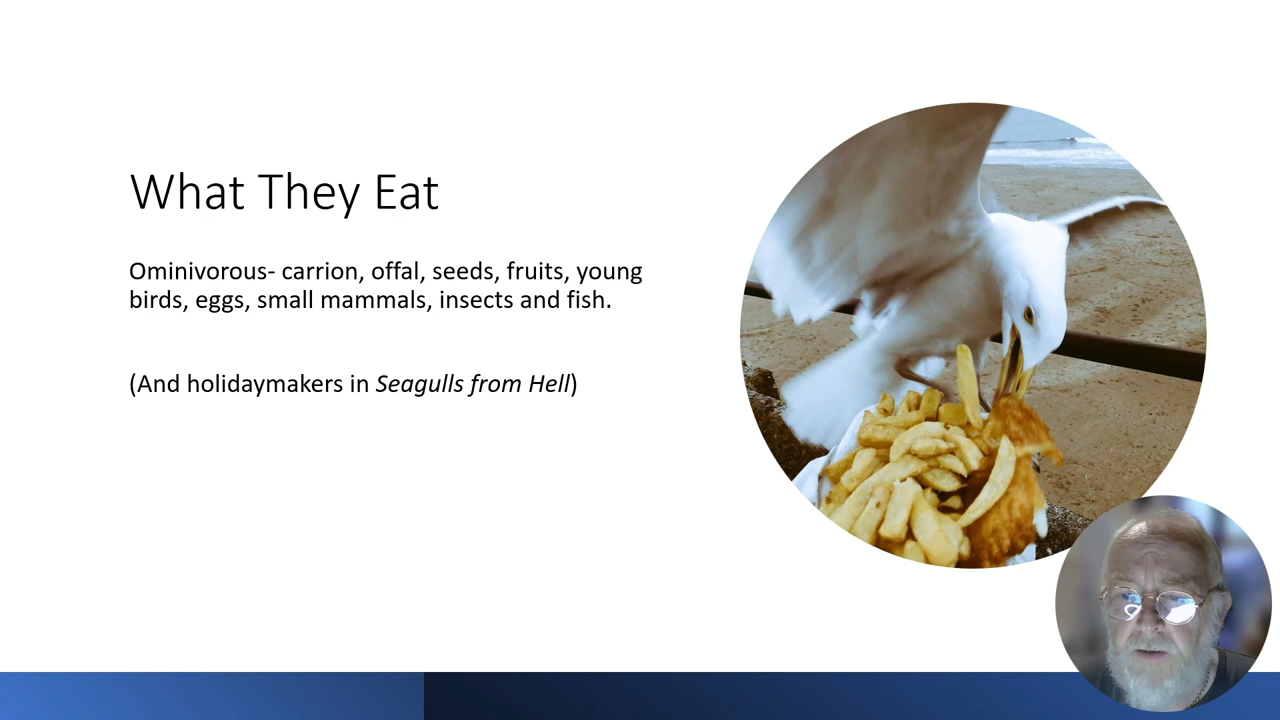 What They Eat
Ominivorous- carrion, offal, seeds, fruits, young
birds, eggs, small mammals, insects and fish.
(And holidaymakers in Seagulls from Hell)